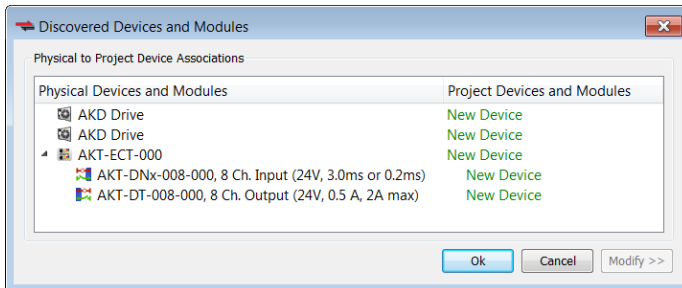 Discovered Devices and Modules
Physical to Project Device Associations
Physical Devices and Modules Project Devices and Modules
AKD Drive New Device
AKD Drive New Device
AKT-ECT-000 New Device
AKT-DNx-008-000, 8 Ch. Input (24V, 3.0ms or 0.2ms) New Device
AKT-DT-008-000, 8 Ch. Output (24V, 0.5 A, 2A max) New Device
Ok Cancel Modify >>